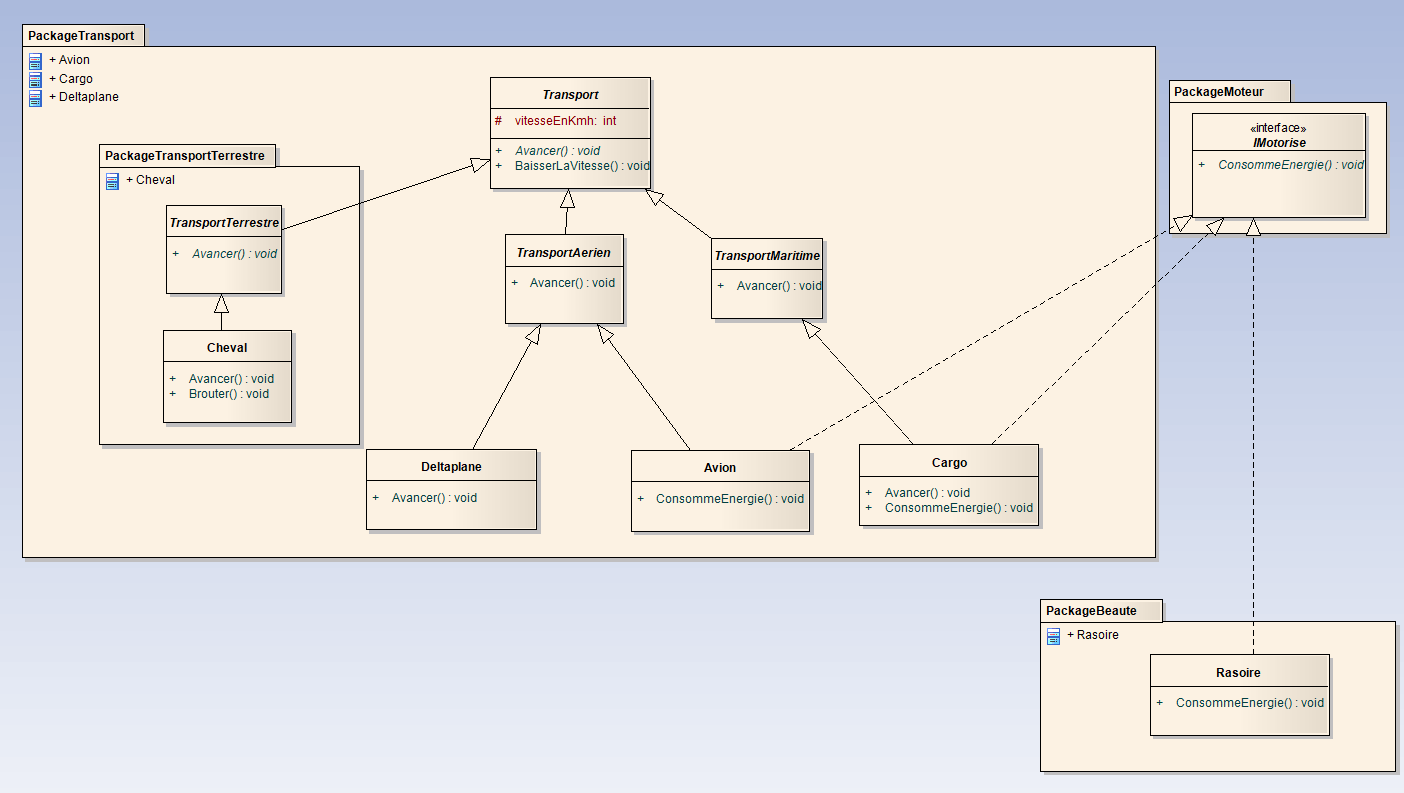 PackageTransport
+ Avion
+ Cargo
+ Deltaplane
Transport
# vitesseEnKmh: int
+ Avancer() : void
+ BaisserLaVitesse() : void
PackageTransportTerrestre
+ Cheval
TransportTerrestre
+ Avancer() : void
Cheval
+ Avancer() : void
+ Brouter() : void
TransportAerien
+ Avancer() : void
TransportMaritime
+ Avancer() : void
Deltaplane
+ Avancer() : void
Avion
+ ConsommeEnergie() : void
Cargo
+ Avancer() : void
+ ConsommeEnergie() : void
PackageMoteur
«interface»
IMotorise
+ ConsommeEnergie() : void
PackageBeaute
+ Rasoire
Rasoire
+ ConsommeEnergie() : void